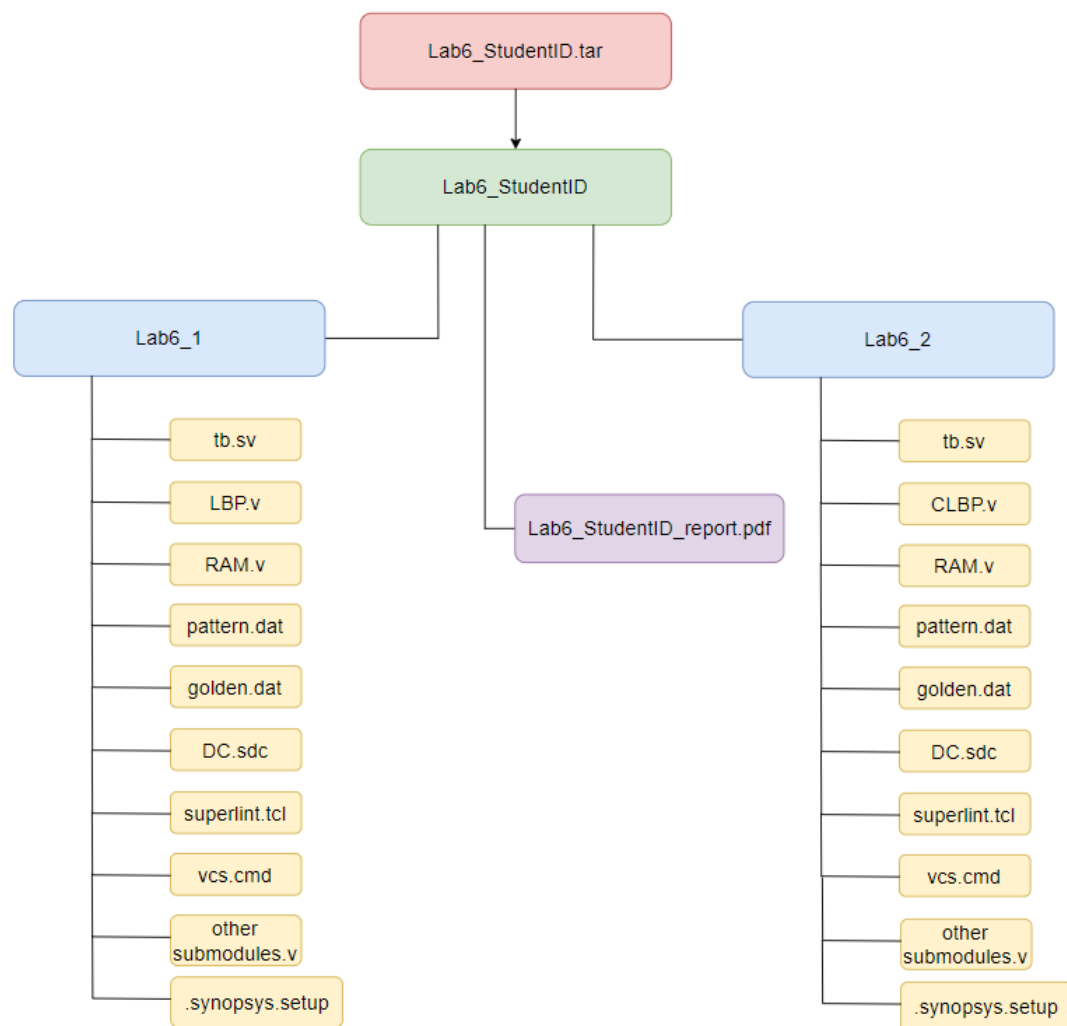 Lab6_StudentID.tar
Lab6_StudentID
Lab6_1
Lab6_2
tb.sv
LBP.v
RAM.v
pattern.dat
golden.dat
DC.sdc
superlint.tcl
vcs.cmd
other
submodules.v
.synopsys.setup
Lab6_StudentID_report.pdf
tb.sv
CLBP.v
RAM.v
pattern.dat
golden.dat
DC.sdc
superlint.tcl
vcs.cmd
other
submodules.v
.synopsys.setup